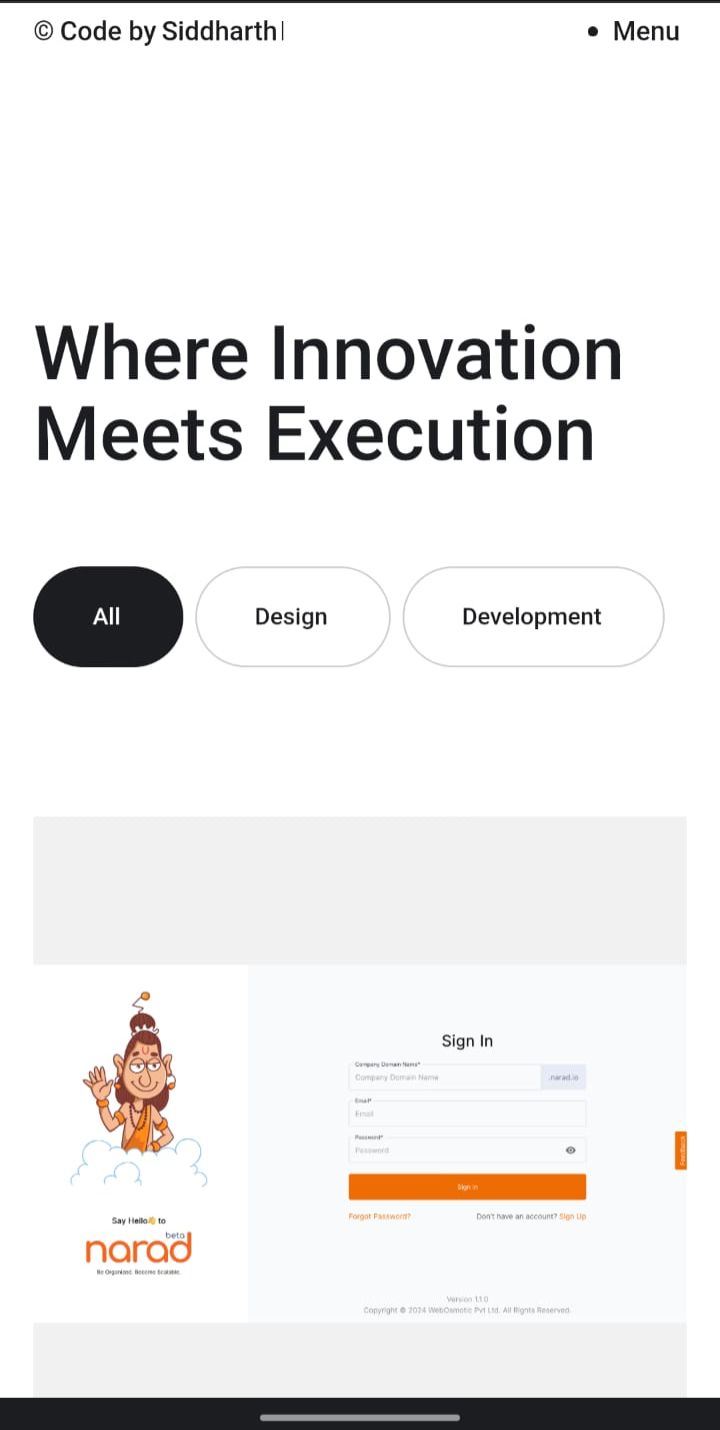 © Code by Siddharth
• Menu
Where Innovation
Meets Execution
All
Design
Development
Sign In
Company Domain Name*
Company Domain Name
.narad.io
Email*
Email
Password*
Password
Sign in
Forgot Password?
Don't have an account? Sign Up
Feedback
Say Hello👋 to
beta
narad
Be Organised. Become Scalable.
Version 1.1.0
Copyright © 2024 WebOsmotic Pvt Ltd. All Rights Reserved.